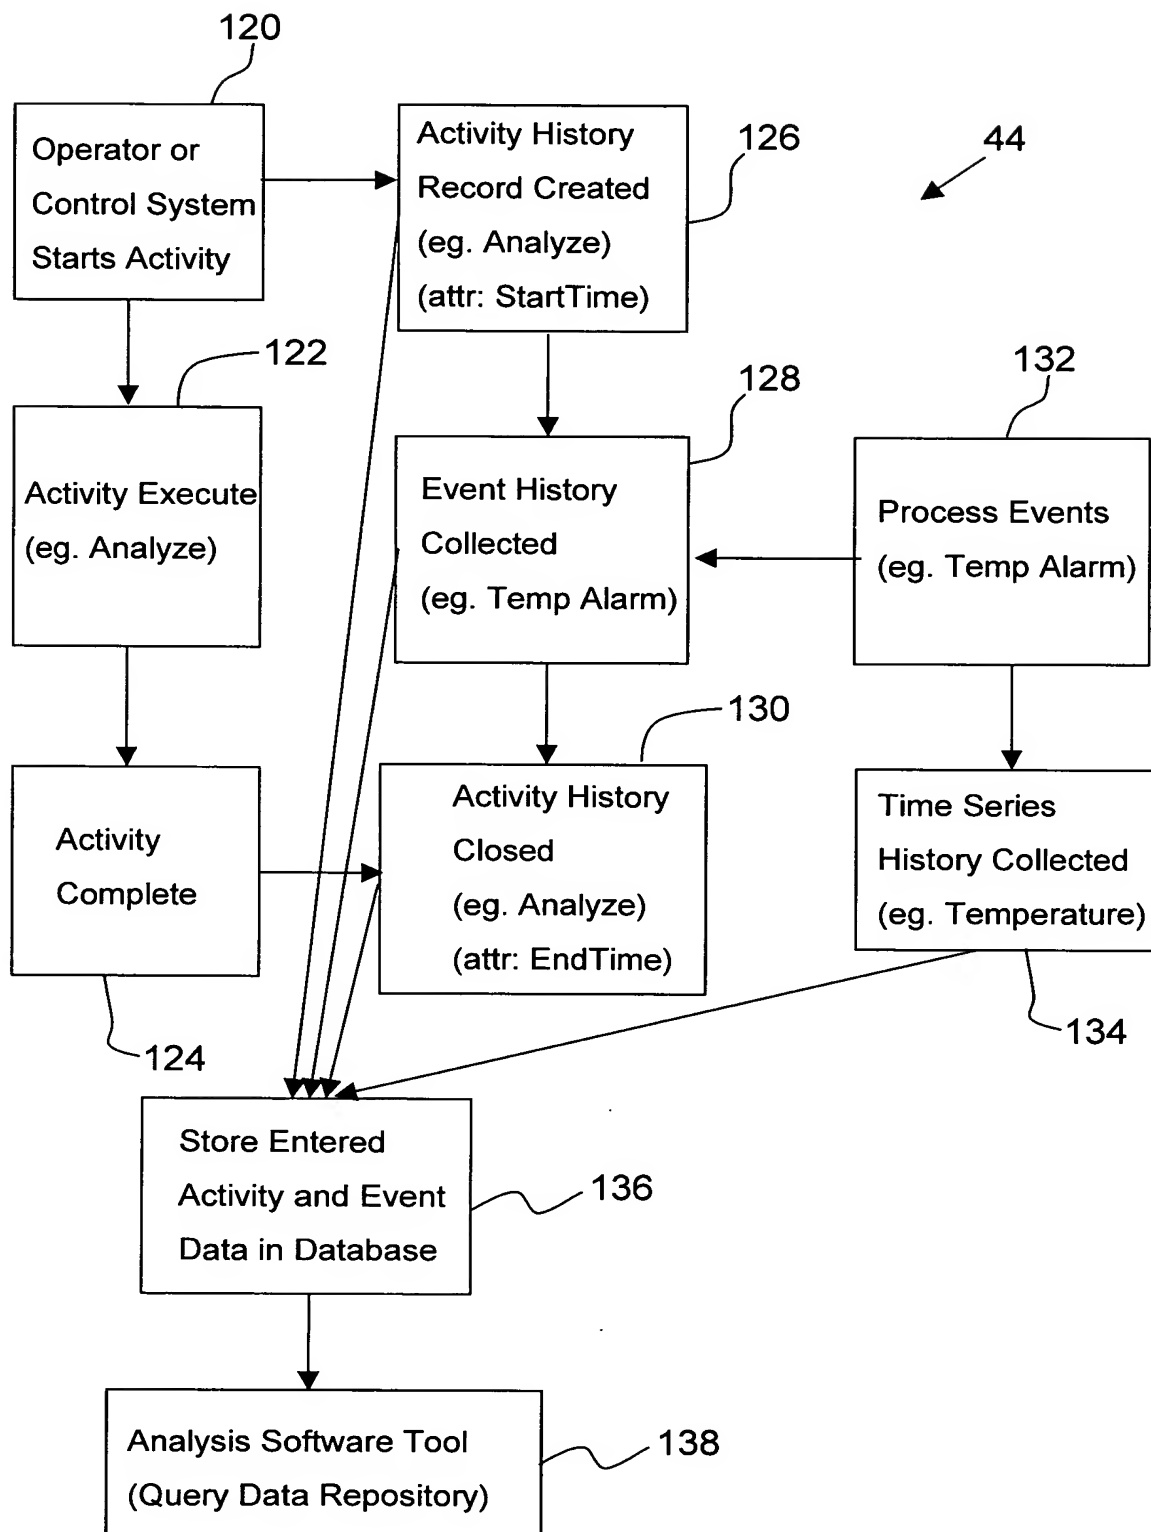 120
Operator or
Control System
Starts Activity
Activity History
Record Created
(eg. Analyze)
(attr: StartTime)
126
44
122
Activity Execute
(eg. Analyze)
128
Event History
Collected
(eg. Temp Alarm)
132
Process Events
(eg. Temp Alarm)
Activity
Complete
124
130
Activity History
Closed
(eg. Analyze)
(attr: EndTime)
Time Series
History Collected
(eg. Temperature)
134
Store Entered
Activity and Event
Data in Database
136
Analysis Software Tool
(Query Data Repository)
138